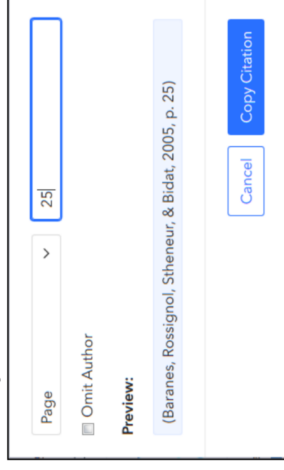 Page 25
Omit Author
Preview:
(Baranes, Rossignol, Stheneur, & Bidat, 2005, p. 25)
Cancel Copy Citation